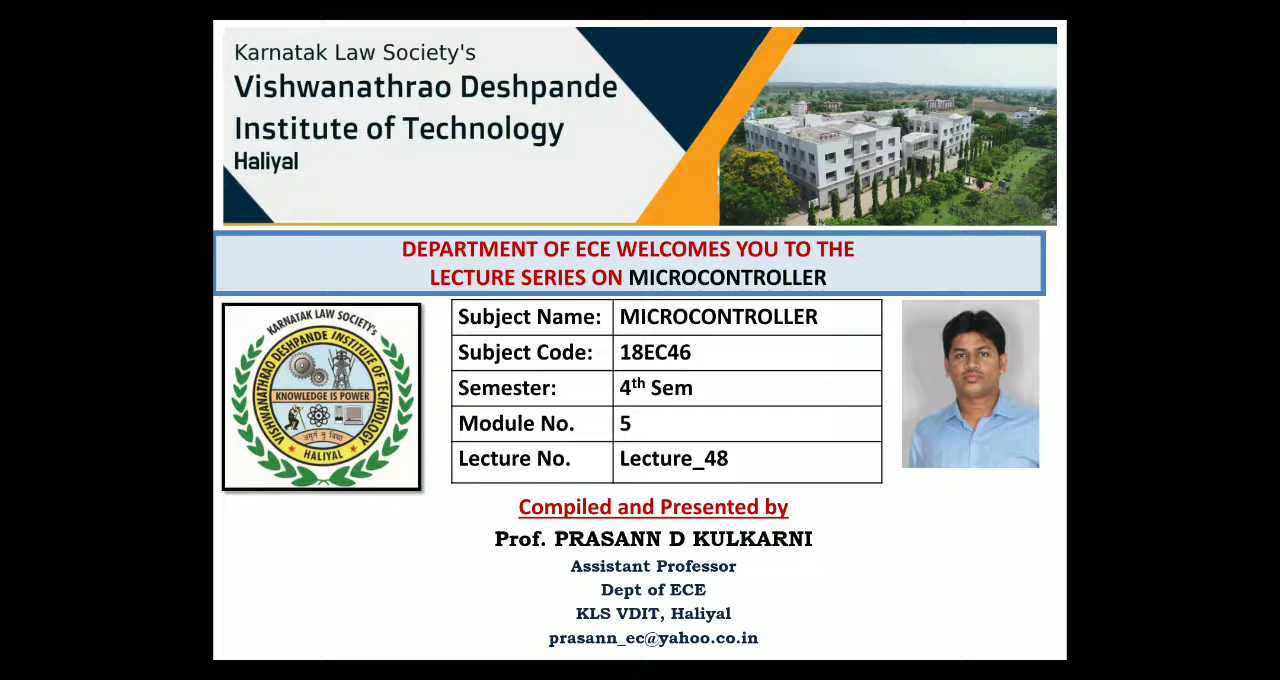 Karnatak Law Society's
Vishwanathrao Deshpande
Institute of Technology
Haliyal
DEPARTMENT OF ECE WELCOMES YOU TO THE
LECTURE SERIES ON MICROCONTROLLER
KARNATAK LAW SOCIETY's
VISHWANATHRAO DESHPANDE INSTITUTE OF TECHNOLOGY
KNOWLEDGE IS POWER
अमृतं तु विद्या
HALIYAL
Subject Name: MICROCONTROLLER
Subject Code: 18EC46
Semester: 4th Sem
Module No. 5
Lecture No. Lecture_48
Compiled and Presented by
Prof. PRASANN D KULKARNI
Assistant Professor
Dept of ECE
KLS VDIT, Haliyal
prasann_ec@yahoo.co.in